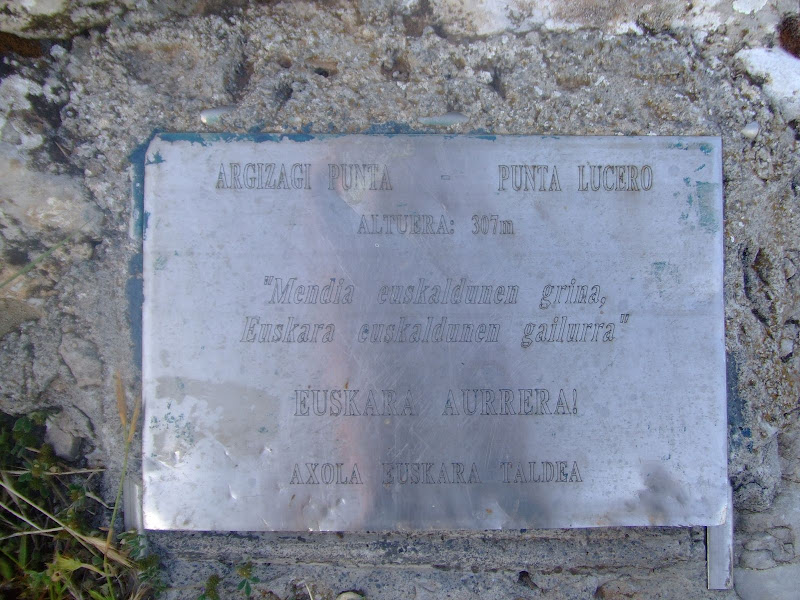 ARGIZAGI PUNTA - PUNTA LUCERO
ALTUERA: 307m
"Mendia euskaldunen grina,
Euskara euskaldunen gailurra"
EUSKARA AURRERA!
AXOLA EUSKARA TALDEA